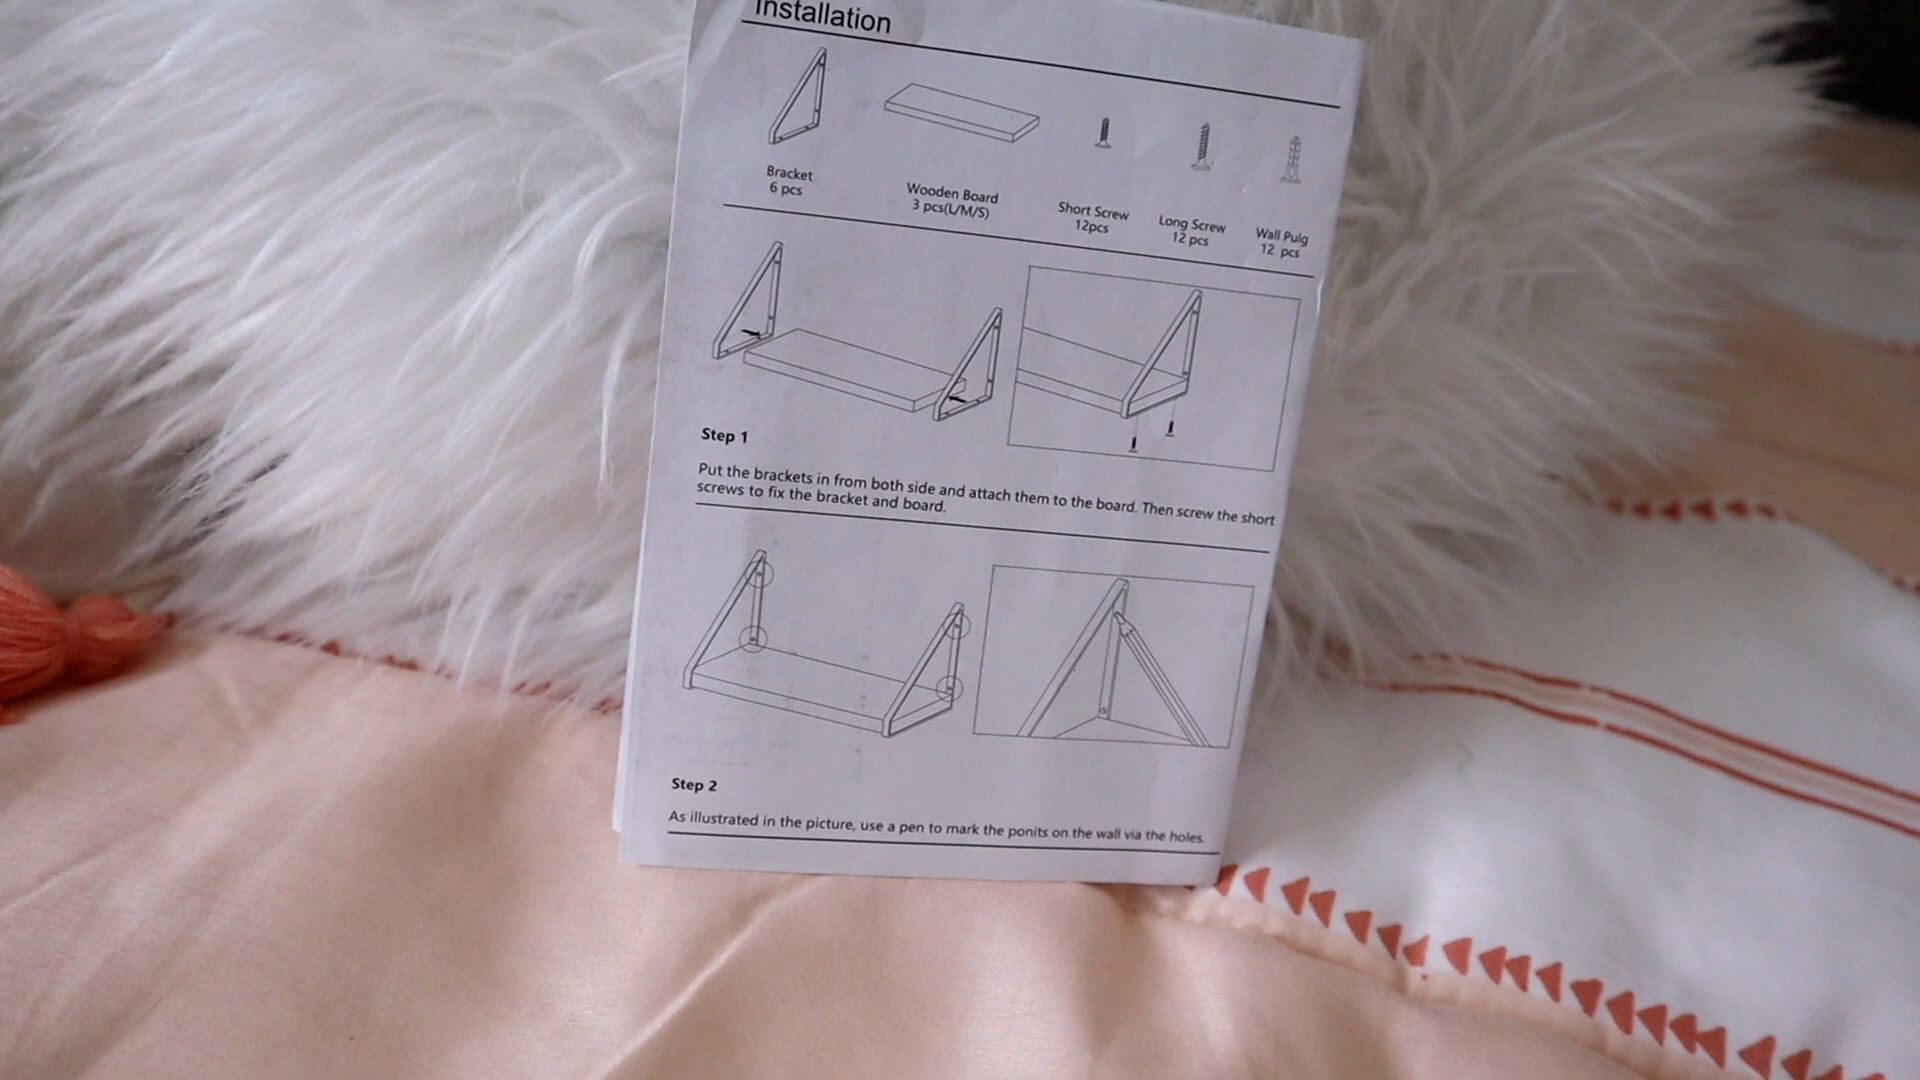 Installation
Bracket
6 pcs
Wooden Board
3 pcs(L/M/S)
Short Screw
12pcs
Long Screw
12 pcs
Wall Pulg
12 pcs
Step 1
Put the brackets in from both side and attach them to the board. Then screw the short
screws to fix the bracket and board.
Step 2
As illustrated in the picture, use a pen to mark the ponits on the wall via the holes.